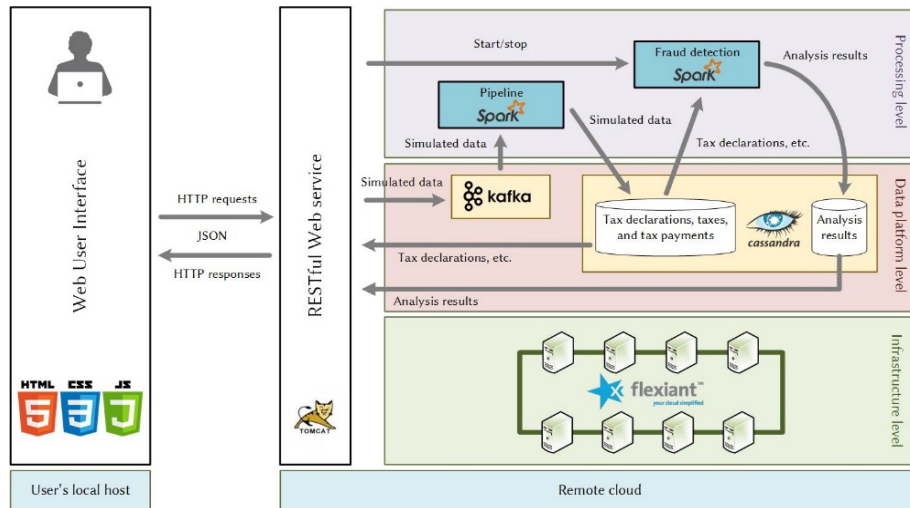 Web User Interface
HTML
CSS
JS
5
3
User's local host
HTTP requests
JSON
HTTP responses
RESTful Web service
TOMCAT
Start/stop
Fraud detection
Spark
Analysis results
Pipeline
Spark
Simulated data
Simulated data
Tax declarations, etc.
Processing level
Simulated data
kafka
Tax declarations, taxes,
and tax payments
cassandra
Analysis
results
Tax declarations, etc.
Analysis results
Data platform level
flexiant™
your cloud simplified
Infrastructure level
Remote cloud